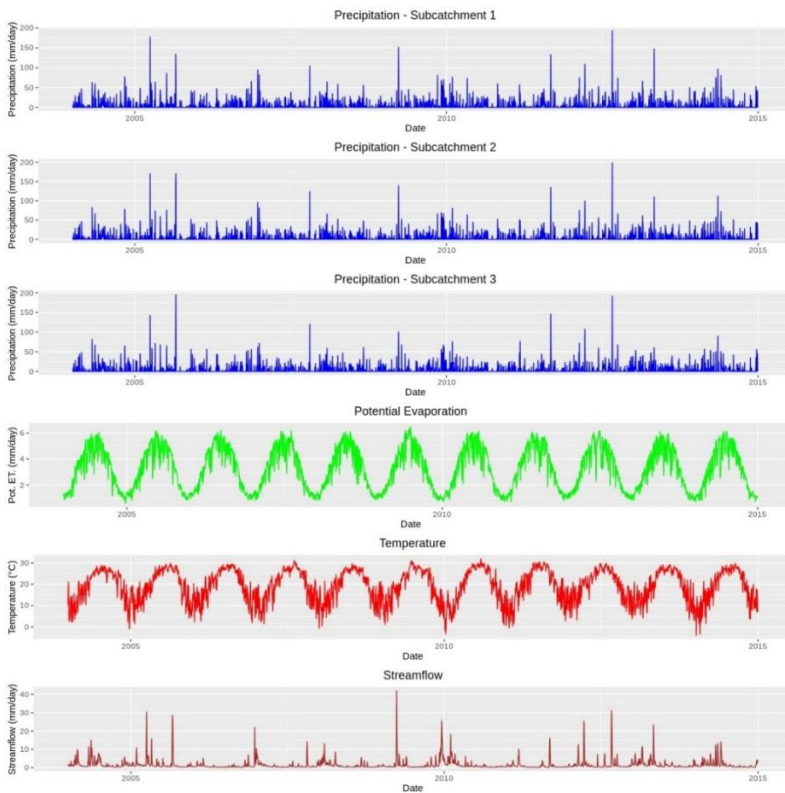 Precipitation - Subcatchment 1
Precipitation (mm/day)
200
150
100
50
0
2005 2010 2015
Date
Precipitation - Subcatchment 2
Precipitation (mm/day)
200
150
100
50
0
2005 2010 2015
Date
Precipitation - Subcatchment 3
Precipitation (mm/day)
200
150
100
50
0
2005 2010 2015
Date
Potential Evaporation
Pot. ET. (mm/day)
6
4
2
2005 2010 2015
Date
Temperature
Temperature (°C)
30
20
10
0
2005 2010 2015
Date
Streamflow
Streamflow (mm/day)
40
30
20
10
0
2005 2010 2015
Date